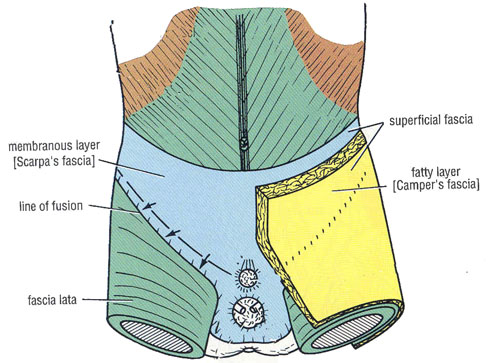 superficial fascia
membranous layer
[Scarpa's fascia]
fatty layer
[Camper's fascia]
line of fusion
fascia lata